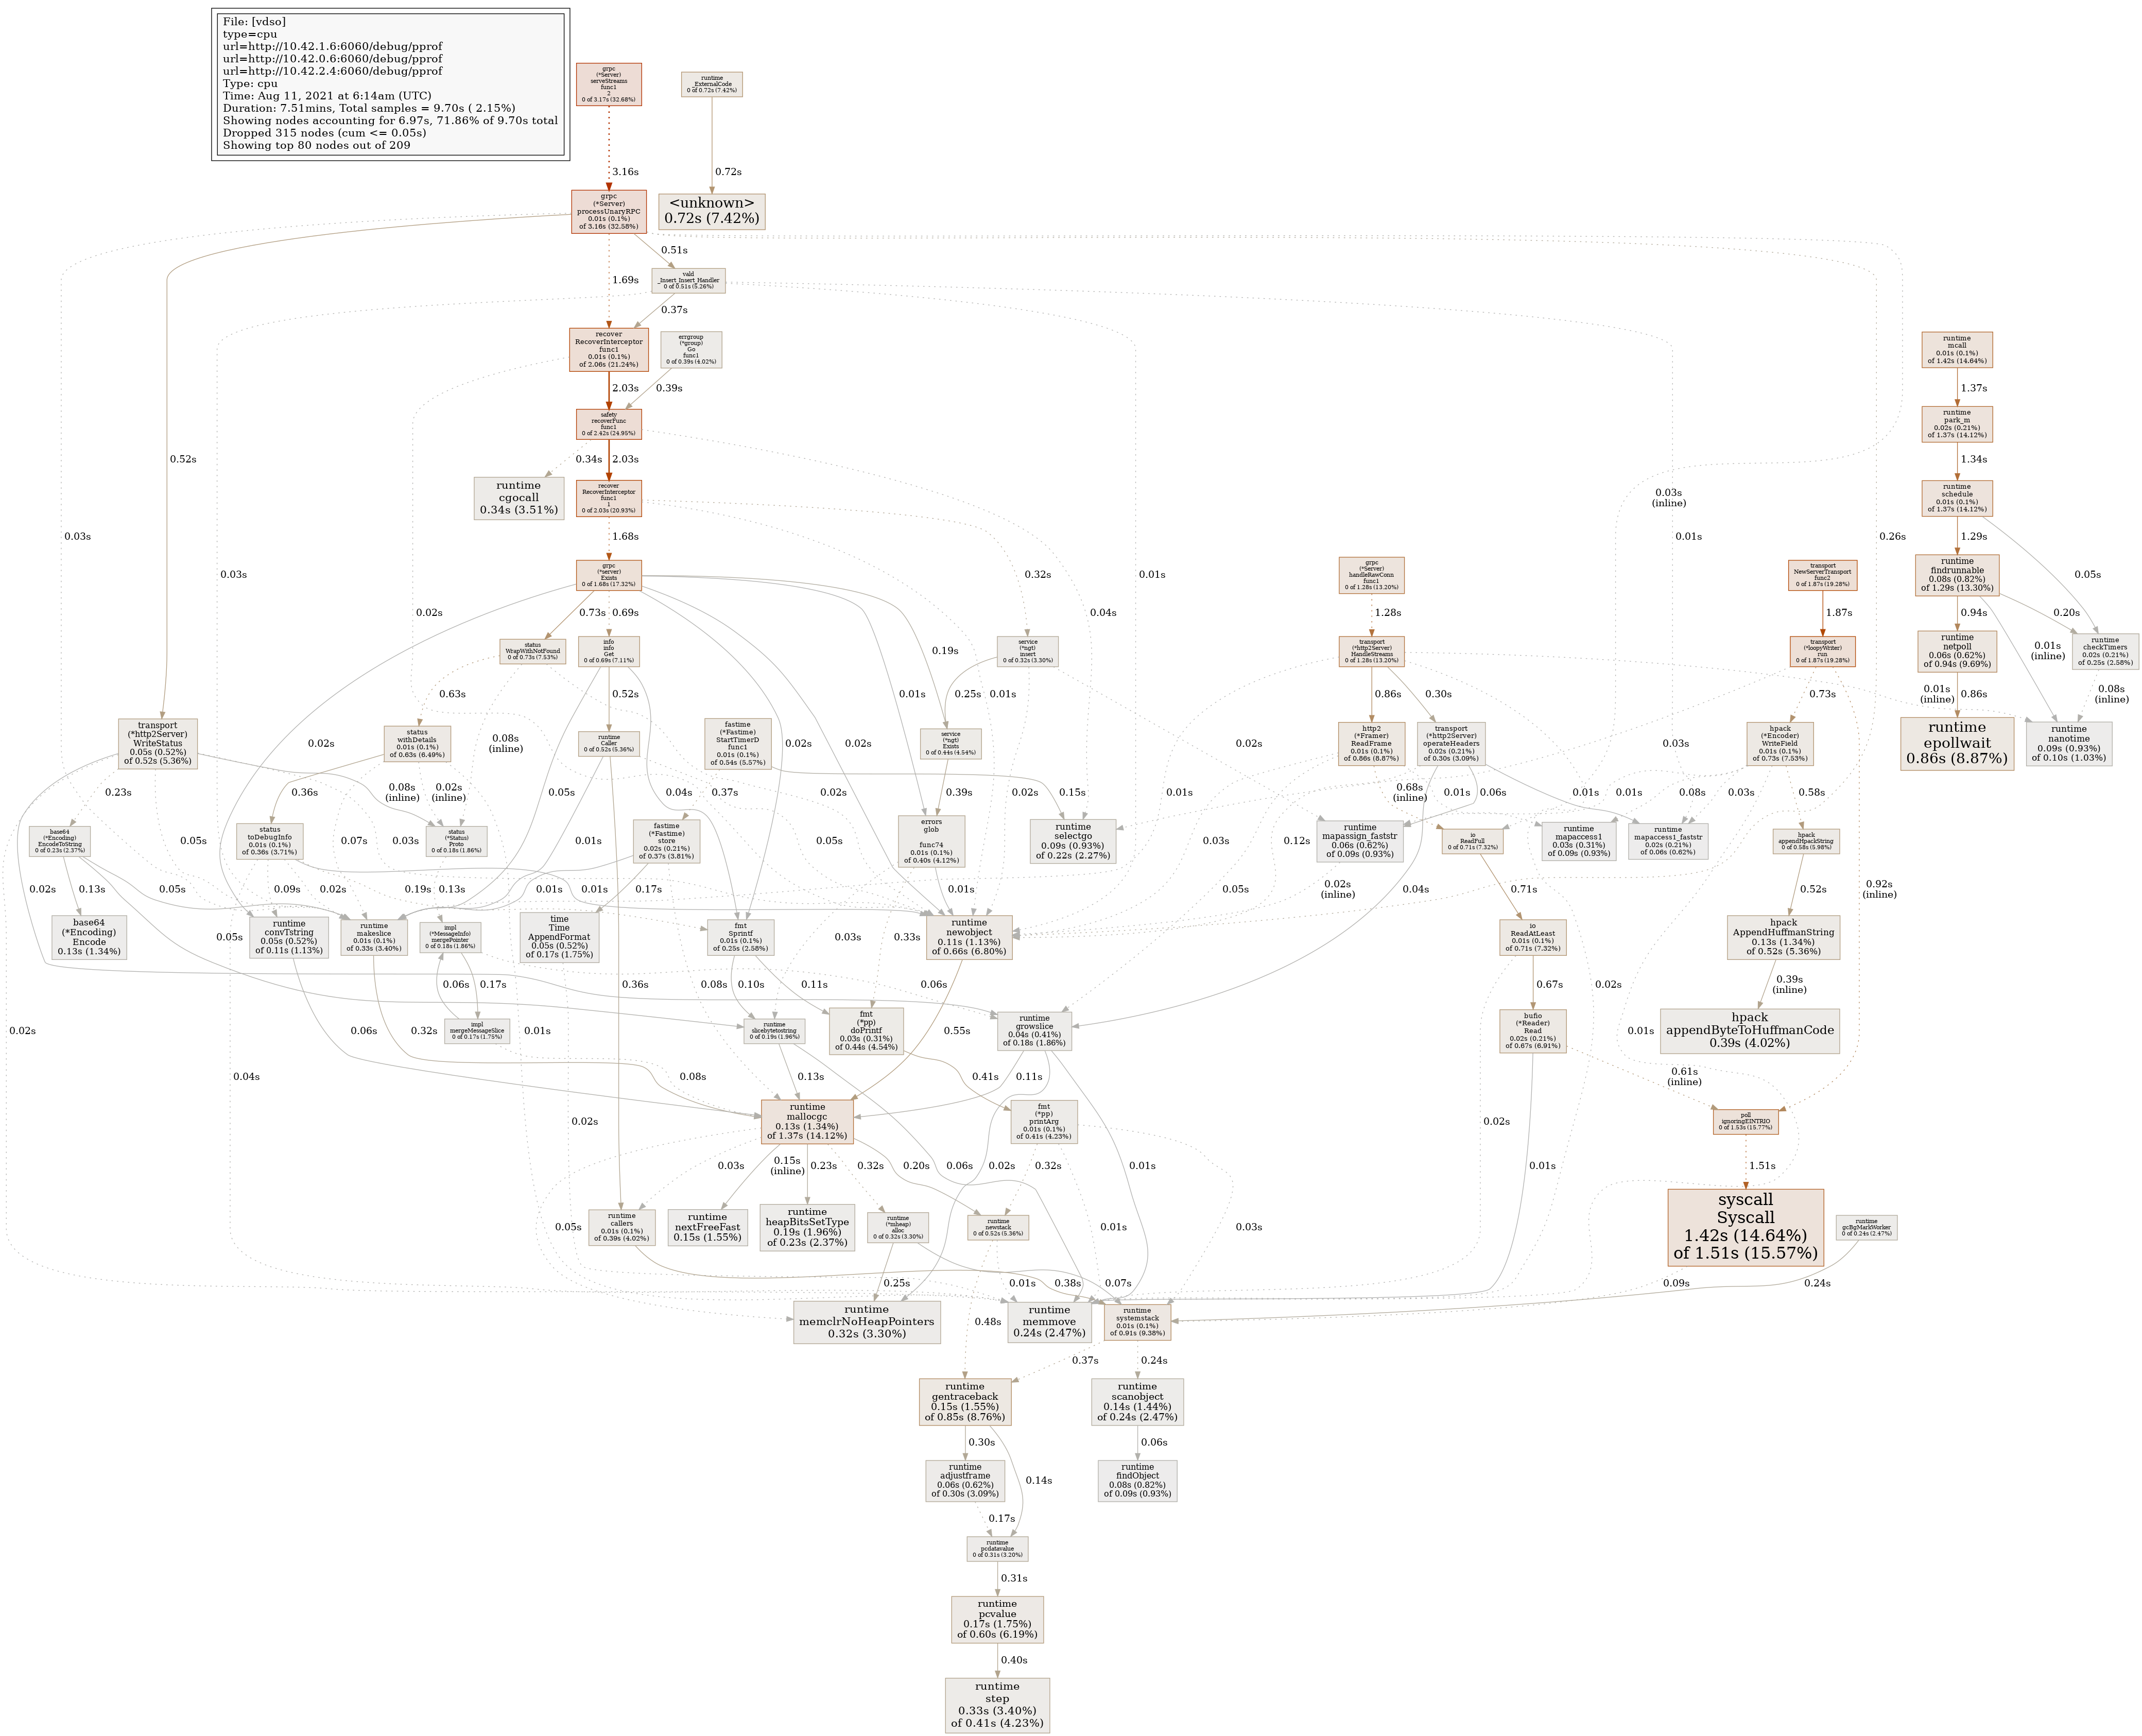 File: [vdso]
type=cpu
url=http://10.42.1.6:6060/debug/pprof
url=http://10.42.0.6:6060/debug/pprof
url=http://10.42.2.4:6060/debug/pprof
Type: cpu
Time: Aug 11, 2021 at 6:14am (UTC)
Duration: 7.51mins, Total samples = 9.70s ( 2.15%)
Showing nodes accounting for 6.97s, 71.86% of 9.70s total
Dropped 315 nodes (cum <= 0.05s)
Showing top 80 nodes out of 209
grpc
(*Server)
serveStreams
func1
2
0 of 3.17s (32.68%)
runtime
ExternalCode
0 of 0.72s (7.42%)
3.16s
0.72s
grpc
(*Server)
processUnaryRPC
0.01s (0.1%)
of 3.16s (32.58%)
<unknown>
0.72s (7.42%)
0.51s
1.69s
vald
_Insert_Insert_Handler
0 of 0.51s (5.26%)
0.37s
recover
RecoverInterceptor
func1
0.01s (0.1%)
of 2.06s (21.24%)
errgroup
(*group)
Go
func1
0 of 0.39s (4.02%)
runtime
mcall
0.01s (0.1%)
of 1.42s (14.64%)
2.03s
0.39s
1.37s
safety
recoverFunc
func1
0 of 2.42s (24.95%)
runtime
park_m
0.02s (0.21%)
of 1.37s (14.12%)
0.52s
0.34s
2.03s
1.34s
runtime
cgocall
0.34s (3.51%)
recover
RecoverInterceptor
func1
1
0 of 2.03s (20.93%)
0.03s
(inline)
runtime
schedule
0.01s (0.1%)
of 1.37s (14.12%)
0.03s
1.68s
0.01s
0.26s
1.29s
0.03s
grpc
(*server)
Exists
0 of 1.68s (17.32%)
0.32s
0.01s
grpc
(*Server)
handleRawConn
func1
0 of 1.28s (13.20%)
transport
NewServerTransport
func2
0 of 1.87s (19.28%)
runtime
findrunnable
0.08s (0.82%)
of 1.29s (13.30%)
0.05s
0.02s
0.73s
0.69s
0.01s
0.04s
1.28s
1.87s
0.94s
0.20s
status
WrapWithNotFound
0 of 0.73s (7.53%)
info
info
Get
0 of 0.69s (7.11%)
0.19s
service
(*ngt)
insert
0 of 0.32s (3.30%)
transport
(*http2Server)
HandleStreams
0 of 1.28s (13.20%)
transport
(*loopyWriter)
run
0 of 1.87s (19.28%)
runtime
netpoll
0.06s (0.62%)
of 0.94s (9.69%)
0.01s
(inline)
runtime
checkTimers
0.02s (0.21%)
of 0.25s (2.58%)
0.63s
0.52s
0.01s
0.25s
0.01s
0.86s
0.30s
0.73s
0.01s
(inline)
0.86s
0.08s
(inline)
transport
(*http2Server)
WriteStatus
0.05s (0.52%)
of 0.52s (5.36%)
0.02s
status
withDetails
0.01s (0.1%)
of 0.63s (6.49%)
0.08s
(inline)
runtime
Caller
0 of 0.52s (5.36%)
fastime
(*Fastime)
StartTimerD
func1
0.01s (0.1%)
of 0.54s (5.57%)
0.02s
0.02s
service
(*ngt)
Exists
0 of 0.44s (4.54%)
0.02s
http2
(*Framer)
ReadFrame
0.01s (0.1%)
of 0.86s (8.87%)
transport
(*http2Server)
operateHeaders
0.02s (0.21%)
of 0.30s (3.09%)
0.03s
hpack
(*Encoder)
WriteField
0.01s (0.1%)
of 0.73s (7.53%)
runtime
epollwait
0.86s (8.87%)
runtime
nanotime
0.09s (0.93%)
of 0.10s (1.03%)
0.23s
0.36s
0.08s
(inline)
0.02s
(inline)
0.05s
0.37s
0.04s
0.02s
0.39s
0.15s
0.02s
0.01s
0.68s
(inline)
0.01s
0.06s
0.01s
0.01s
0.08s
0.03s
0.58s
base64
(*Encoding)
EncodeToString
0 of 0.23s (2.37%)
0.05s
status
toDebugInfo
0.01s (0.1%)
of 0.36s (3.71%)
0.07s
0.03s
status
(*Status)
Proto
0 of 0.18s (1.86%)
0.01s
fastime
(*Fastime)
store
0.02s (0.21%)
of 0.37s (3.81%)
0.05s
errors
glob

func74
0.01s (0.1%)
of 0.40s (4.12%)
runtime
selectgo
0.09s (0.93%)
of 0.22s (2.27%)
0.03s
0.12s
runtime
mapassign_faststr
0.06s (0.62%)
of 0.09s (0.93%)
io
ReadFull
0 of 0.71s (7.32%)
runtime
mapaccess1
0.03s (0.31%)
of 0.09s (0.93%)
runtime
mapaccess1_faststr
0.02s (0.21%)
of 0.06s (0.62%)
hpack
appendHpackString
0 of 0.58s (5.98%)
0.02s
0.13s
0.05s
0.09s
0.02s
0.19s
0.13s
0.01s
0.01s
0.17s
0.01s
0.05s
0.02s
(inline)
0.04s
0.71s
0.92s
(inline)
0.52s
base64
(*Encoding)
Encode
0.13s (1.34%)
0.05s
runtime
convTstring
0.05s (0.52%)
of 0.11s (1.13%)
runtime
makeslice
0.01s (0.1%)
of 0.33s (3.40%)
impl
(*MessageInfo)
mergePointer
0 of 0.18s (1.86%)
time
Time
AppendFormat
0.05s (0.52%)
of 0.17s (1.75%)
fmt
Sprintf
0.01s (0.1%)
of 0.25s (2.58%)
0.03s
0.33s
runtime
newobject
0.11s (1.13%)
of 0.66s (6.80%)
io
ReadAtLeast
0.01s (0.1%)
of 0.71s (7.32%)
hpack
AppendHuffmanString
0.13s (1.34%)
of 0.52s (5.36%)
0.06s
0.17s
0.36s
0.08s
0.10s
0.11s
0.06s
0.02s
0.67s
0.39s
(inline)
0.02s
0.06s
0.32s
impl
mergeMessageSlice
0 of 0.17s (1.75%)
0.01s
runtime
slicebytetostring
0 of 0.19s (1.96%)
fmt
(*pp)
doPrintf
0.03s (0.31%)
of 0.44s (4.54%)
0.55s
runtime
growslice
0.04s (0.41%)
of 0.18s (1.86%)
bufio
(*Reader)
Read
0.02s (0.21%)
of 0.67s (6.91%)
0.01s
hpack
appendByteToHuffmanCode
0.39s (4.02%)
0.04s
0.08s
0.13s
0.41s
0.11s
0.61s
(inline)
0.02s
runtime
mallocgc
0.13s (1.34%)
of 1.37s (14.12%)
fmt
(*pp)
printArg
0.01s (0.1%)
of 0.41s (4.23%)
0.02s
poll
ignoringEINTRIO
0 of 1.53s (15.77%)
0.03s
0.15s
(inline)
0.23s
0.32s
0.20s
0.06s
0.02s
0.32s
0.01s
0.01s
1.51s
0.05s
runtime
callers
0.01s (0.1%)
of 0.39s (4.02%)
runtime
nextFreeFast
0.15s (1.55%)
runtime
heapBitsSetType
0.19s (1.96%)
of 0.23s (2.37%)
runtime
(*mheap)
alloc
0 of 0.32s (3.30%)
runtime
newstack
0 of 0.52s (5.36%)
0.01s
0.03s
syscall
Syscall
1.42s (14.64%)
of 1.51s (15.57%)
runtime
gcBgMarkWorker
0 of 0.24s (2.47%)
0.25s
0.01s
0.38s
0.07s
0.09s
0.24s
runtime
memclrNoHeapPointers
0.32s (3.30%)
0.48s
runtime
memmove
0.24s (2.47%)
runtime
systemstack
0.01s (0.1%)
of 0.91s (9.38%)
0.37s
0.24s
runtime
gentraceback
0.15s (1.55%)
of 0.85s (8.76%)
runtime
scanobject
0.14s (1.44%)
of 0.24s (2.47%)
0.30s
0.14s
0.06s
runtime
adjustframe
0.06s (0.62%)
of 0.30s (3.09%)
runtime
findObject
0.08s (0.82%)
of 0.09s (0.93%)
0.17s
runtime
pcdatavalue
0 of 0.31s (3.20%)
0.31s
runtime
pcvalue
0.17s (1.75%)
of 0.60s (6.19%)
0.40s
runtime
step
0.33s (3.40%)
of 0.41s (4.23%)